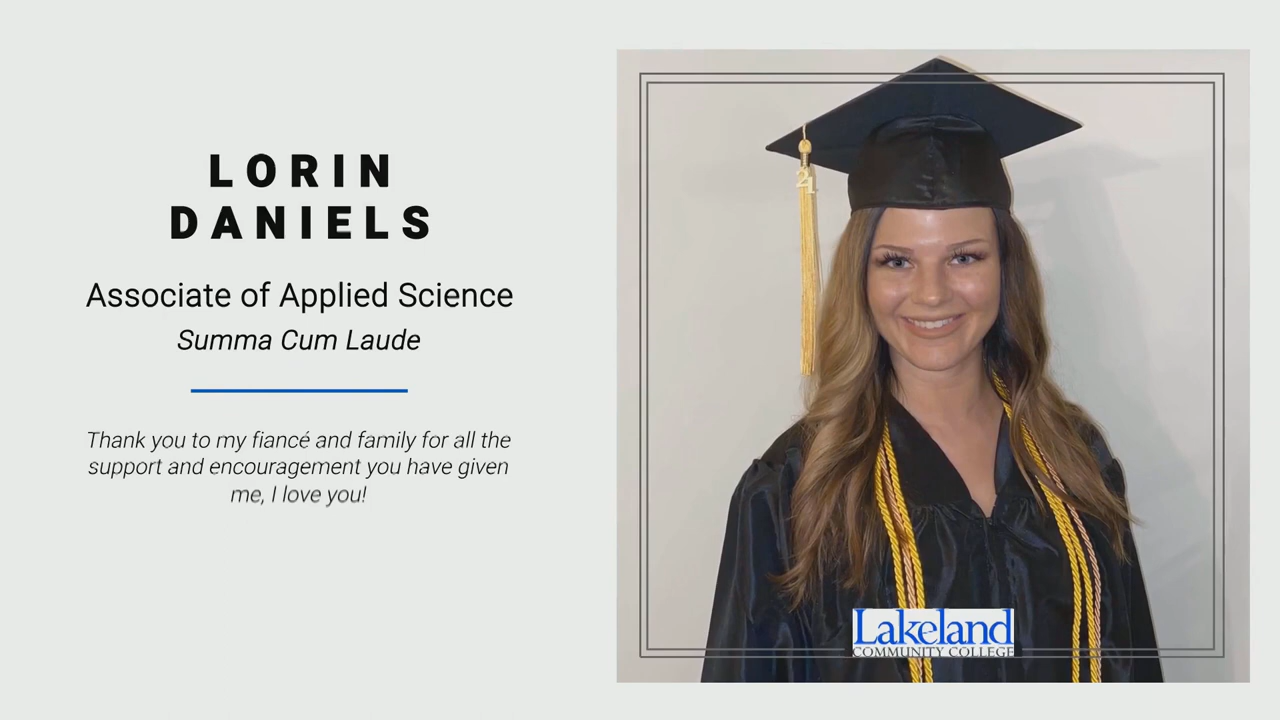 LORIN
DANIELS
Associate of Applied Science
Summa Cum Laude
Thank you to my fiancé and family for all the
support and encouragement you have given
me, I love you!
21
Lakeland
COMMUNITY COLLEGE